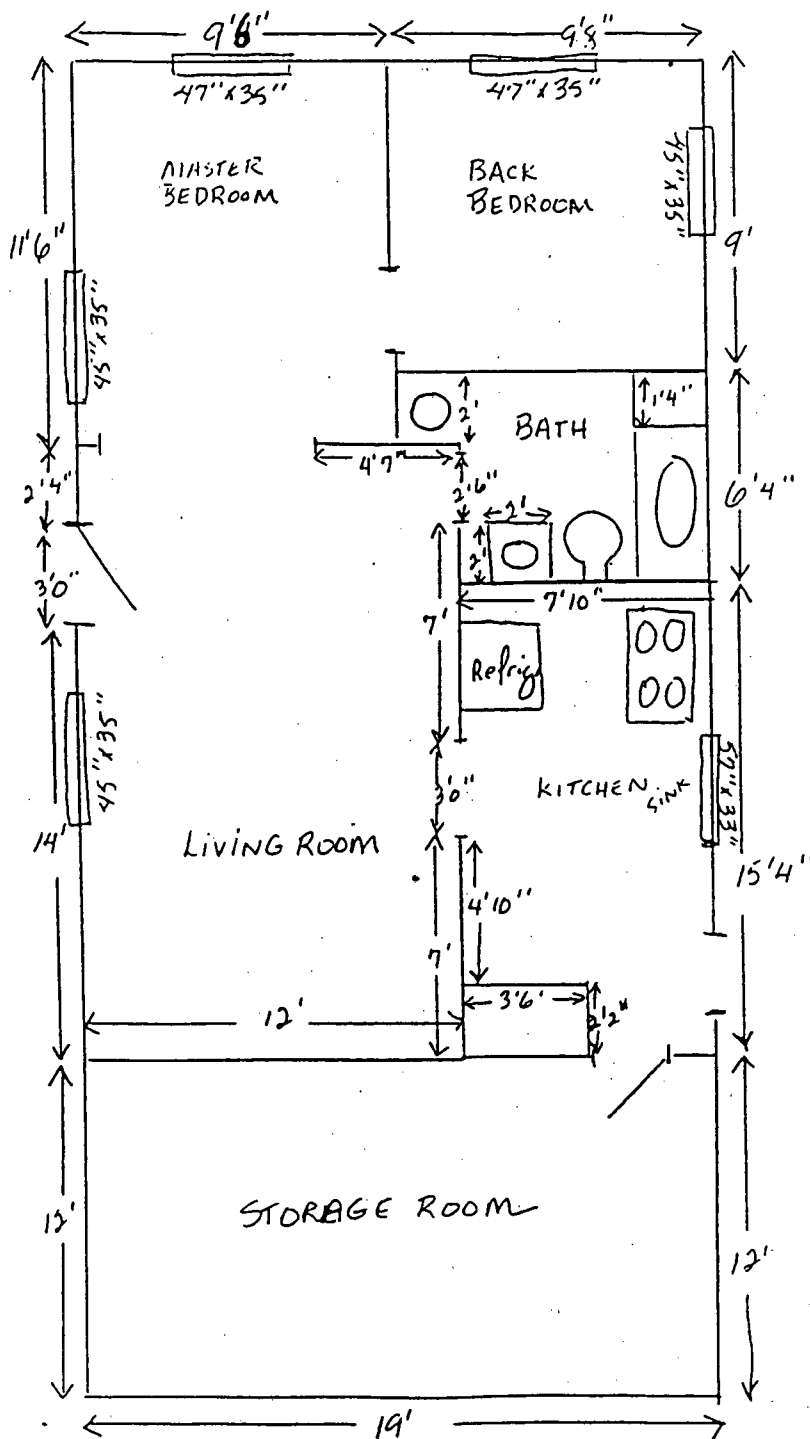 9'6" 9'8"
47"x35" 47"x35"
MASTER
BEDROOM
BACK
BEDROOM
45"x35"
11'6"
9'
45"x35"
2'
1'4"
BATH
4'7"
2'4"
2'6"
6'4"
2'
2'
3'0"
7'10"
7'
Refrig
45"x35"
3'0"
KITCHEN SINK
33"
14'
LIVING ROOM
15'4"
4'10"
7'
3'6'
2'2"
12'
STORAGE ROOM
12'
12'
19'